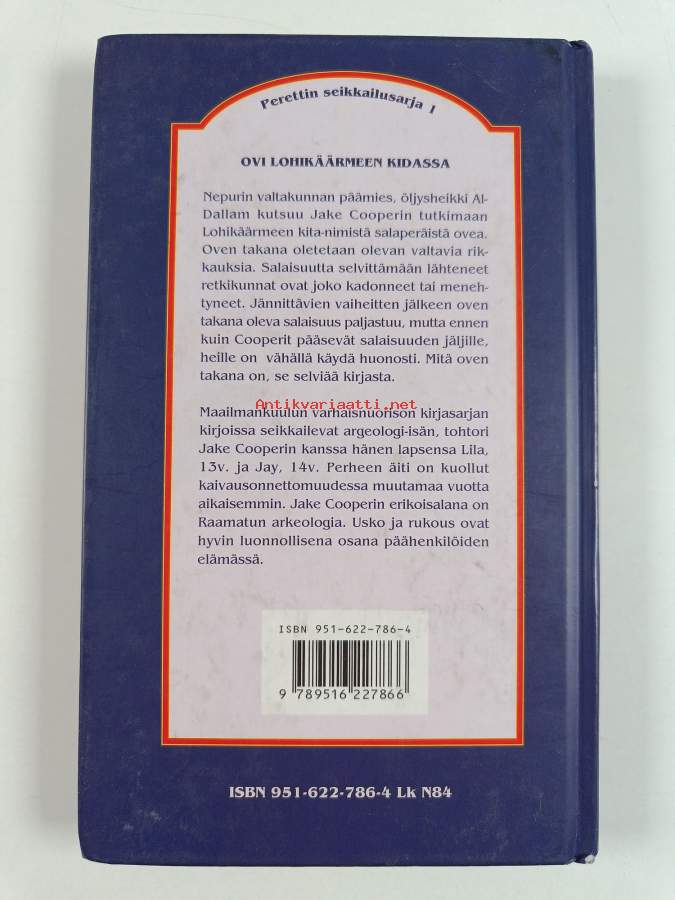 Perettin seikkailusarja 1
OVI LOHIKÄÄRMEEN KIDASSA
Nepurin valtakunnan päämies, öljysheikki Al-
Dallam kutsuu Jake Cooperin tutkimaan
Lohikäärmeen kita-nimistä salaperäistä ovea.
Oven takana oletetaan olevan valtavia rik-
kauksia. Salaisuutta selvittämään lähteneet
retkikunnat ovat joko kadonneet tai meneh-
tyneet. Jännittävien vaiheitten jälkeen oven
takana oleva salaisuus paljastuu, mutta ennen
kuin Cooperit pääsevät salaisuuden jäljille,
heille on vähällä käydä huonosti. Mitä oven
takana on, se selviää kirjasta.
Antikvariaatti.net
Maailmankuulun varhaisnuorison kirjasarjan
kirjoissa seikkailevat argeologi-isän, tohtori
Jake Cooperin kanssa hänen lapsensa Lila,
13v. ja Jay, 14v. Perheen äiti on kuollut
kaivausonnettomuudessa muutamaa vuotta
aikaisemmin. Jake Cooperin erikoisalana on
Raamatun arkeologia. Usko ja rukous ovat
hyvin luonnollisena osana päähenkilöiden
elämässä.
ISBN 951-622-786-4
9 789516 227866
ISBN 951-622-786-4 Lk N84